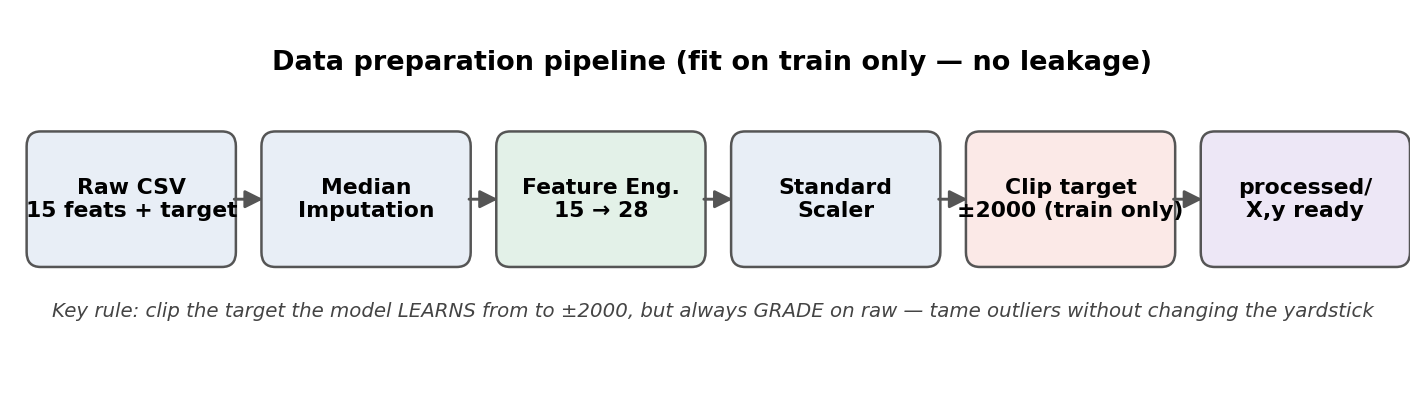 Data preparation pipeline (fit on train only — no leakage)
Raw CSV
15 feats + target
Median
Imputation
Feature Eng.
15 → 28
Standard
Scaler
Clip target
±2000 (train only)
processed/
X,y ready
Key rule: clip the target the model LEARNS from to ±2000, but always GRADE on raw — tame outliers without changing the yardstick